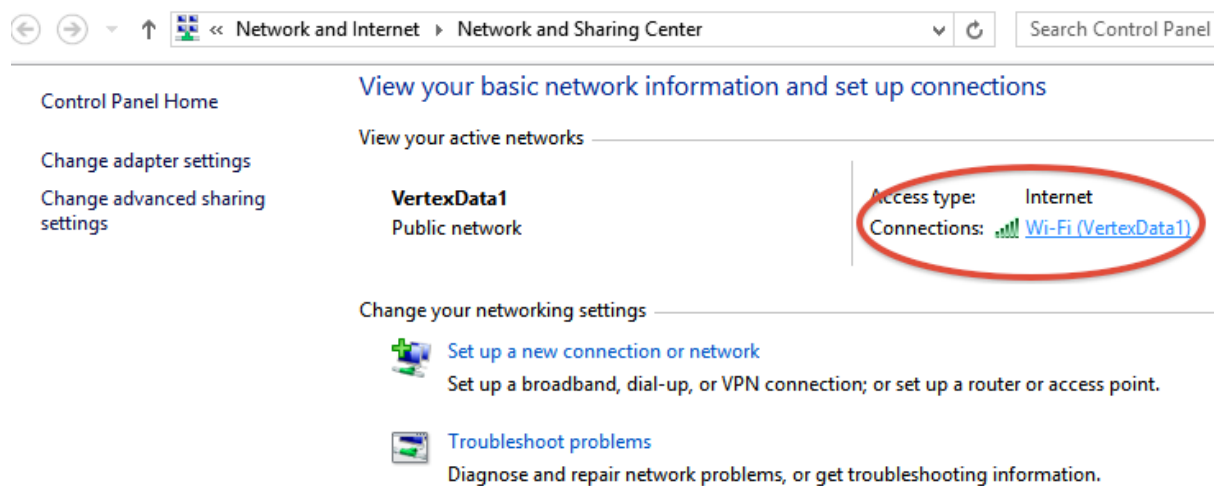 « Network and Internet ▸ Network and Sharing Center
Search Control Panel
Control Panel Home
Change adapter settings
Change advanced sharing
settings
View your basic network information and set up connections
View your active networks
VertexData1
Public network
Access type: Internet
Connections: Wi-Fi (VertexData1)
Change your networking settings
Set up a new connection or network
Set up a broadband, dial-up, or VPN connection; or set up a router or access point.
Troubleshoot problems
Diagnose and repair network problems, or get troubleshooting information.